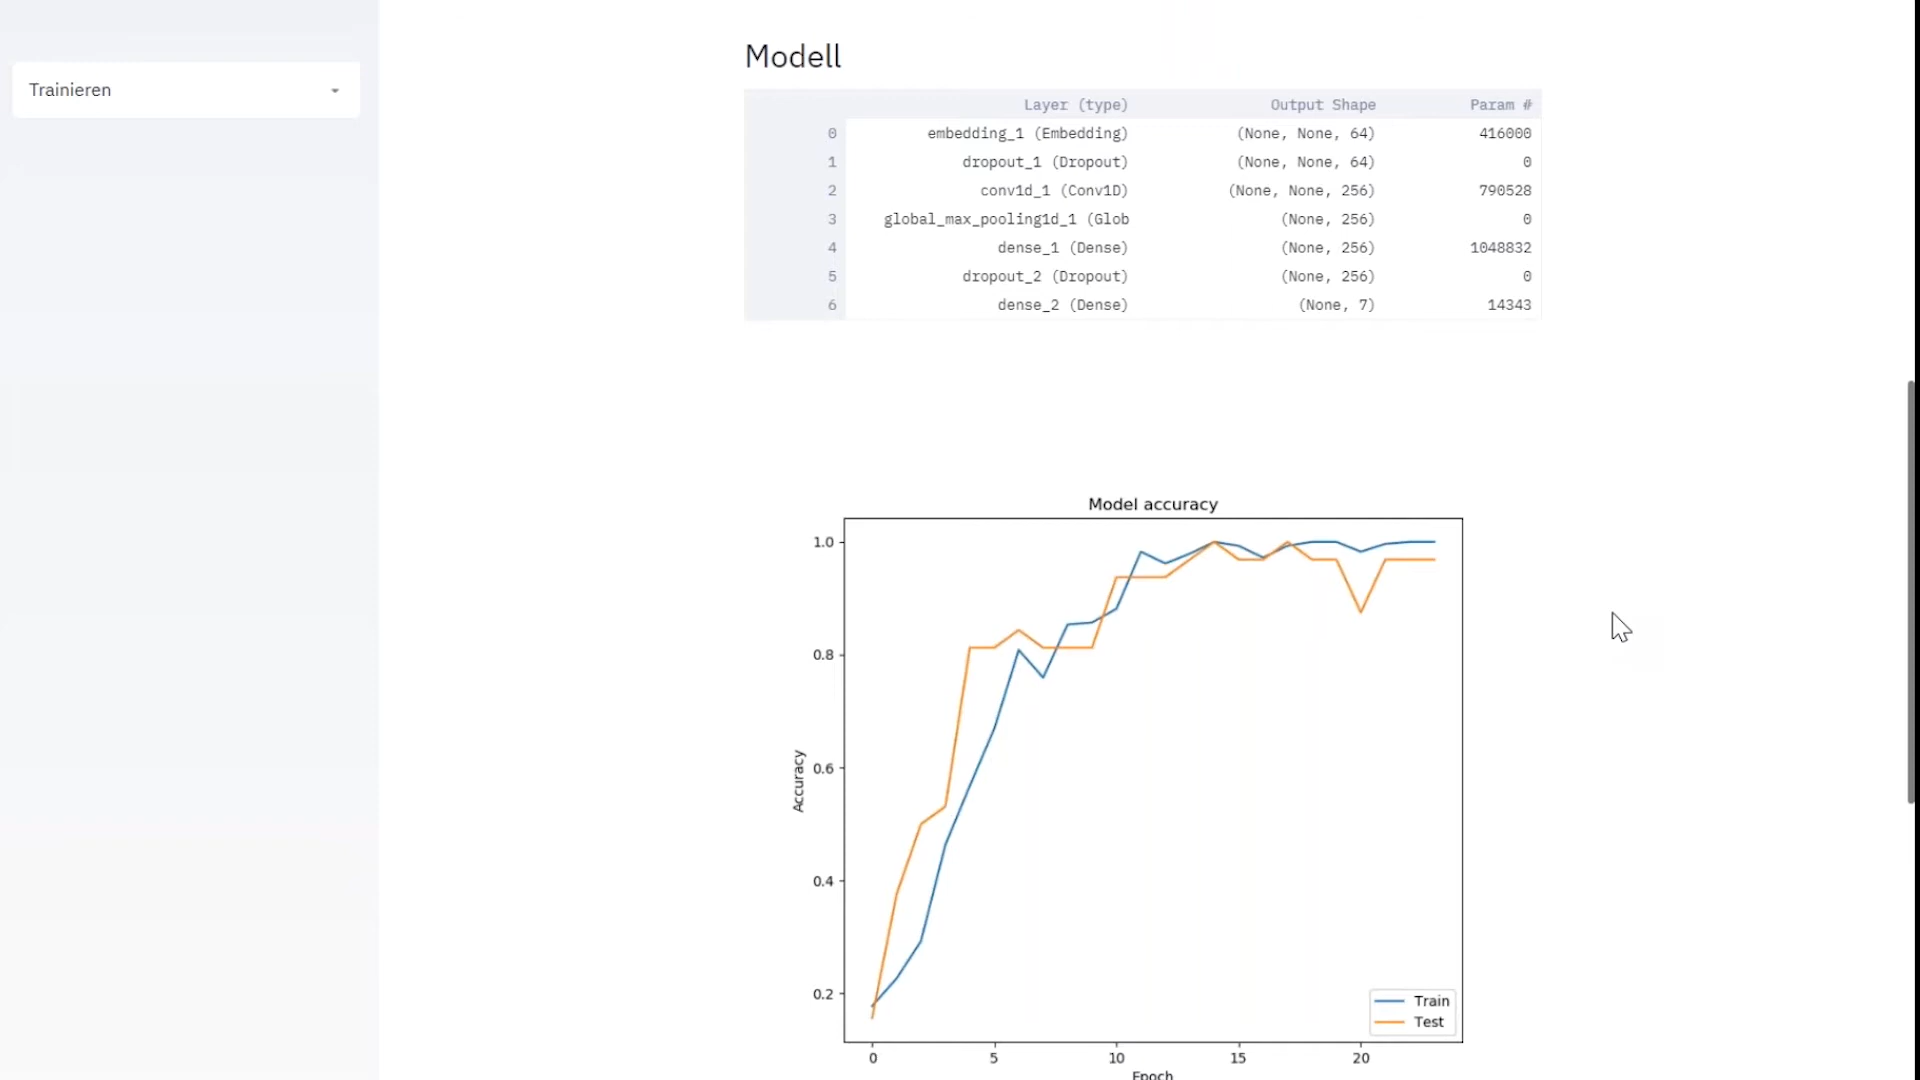 Trainieren
Modell
Layer (type) Output Shape Param #
0 embedding_1 (Embedding) (None, None, 64) 416000
1 dropout_1 (Dropout) (None, None, 64) 0
2 conv1d_1 (Conv1D) (None, None, 256) 790528
3 global_max_pooling1d_1 (Glob (None, 256) 0
4 dense_1 (Dense) (None, 256) 1048832
5 dropout_2 (Dropout) (None, 256) 0
6 dense_2 (Dense) (None, 7) 14343
Model accuracy
1.0
0.8
0.6
0.4
0.2
Accuracy
Train
Test
0 5 10 15 20
Epoch